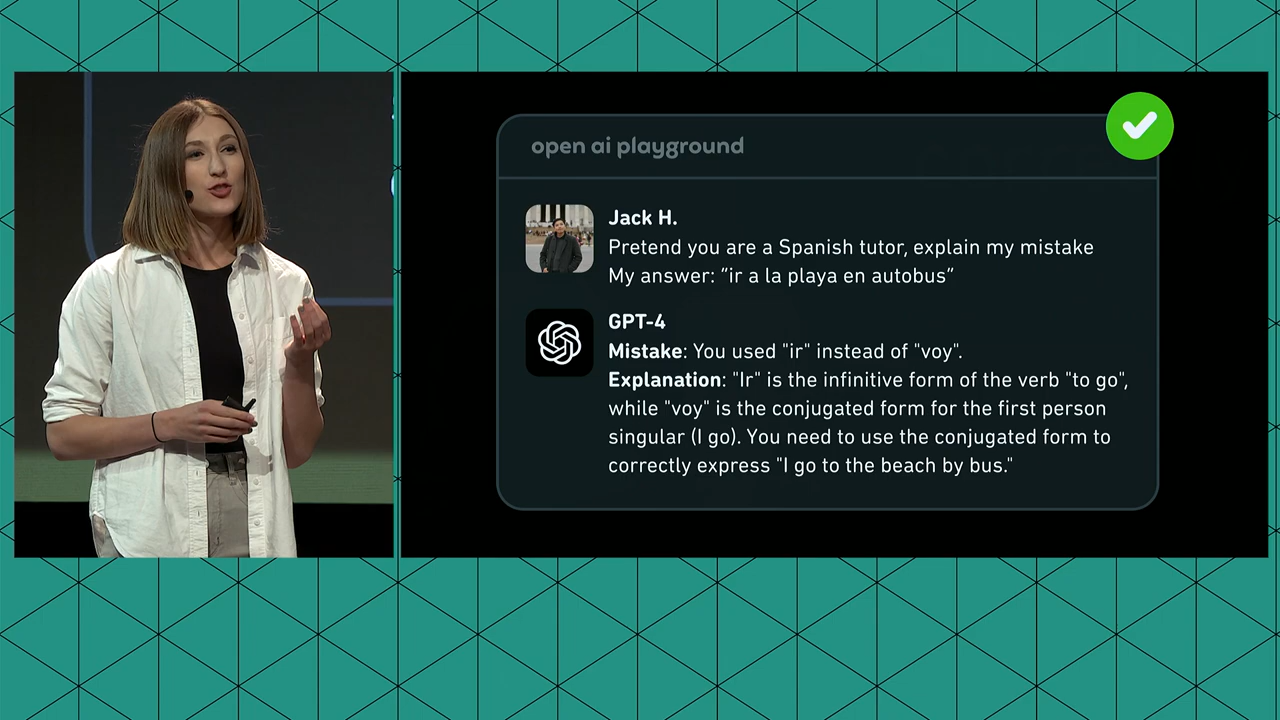 open ai playground
Jack H.
Pretend you are a Spanish tutor, explain my mistake
My answer: “ir a la playa en autobus”
GPT-4
Mistake: You used "ir" instead of "voy".
Explanation: "Ir" is the infinitive form of the verb "to go",
while "voy" is the conjugated form for the first person
singular (I go). You need to use the conjugated form to
correctly express "I go to the beach by bus."